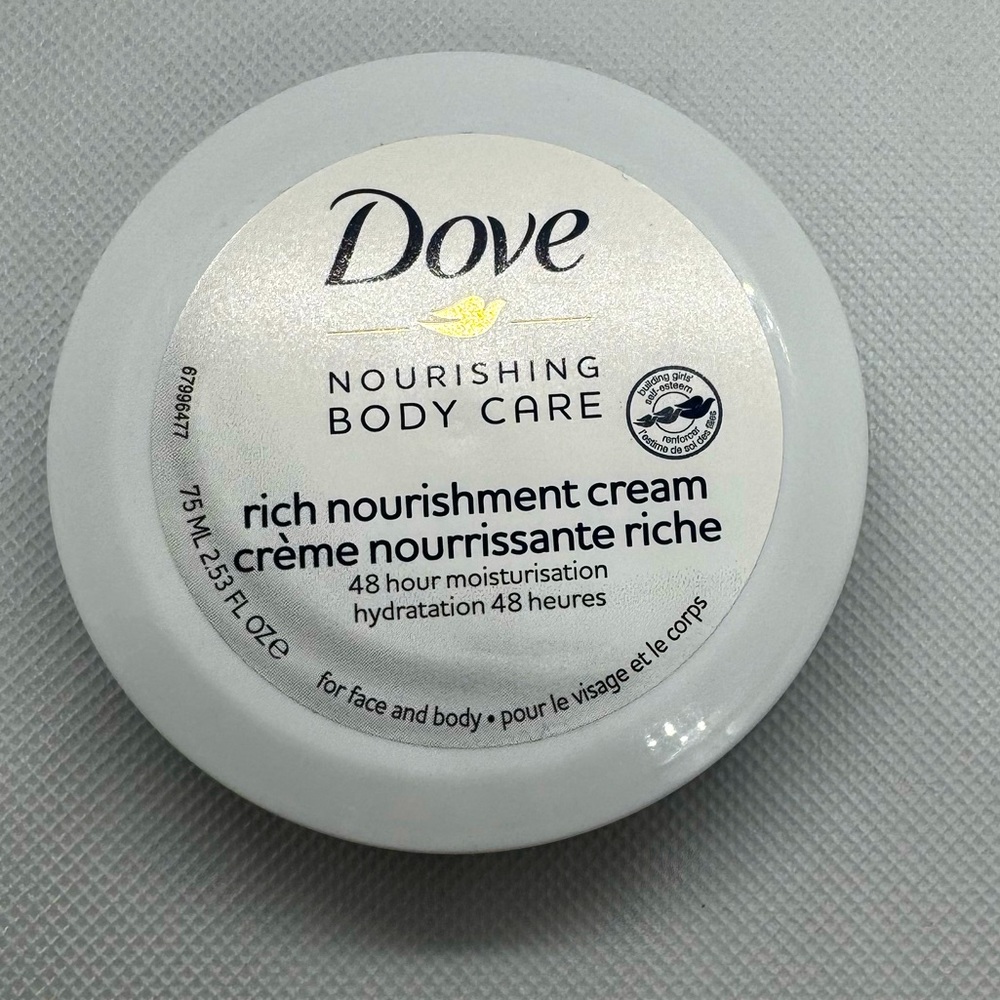 Dove
NOURISHING
BODY CARE
building girls'
self-esteem
renforcer
l'estime de soi des filles
rich nourishment cream
crème nourrissante riche
48 hour moisturisation
hydratation 48 heures
67996477
75 ML 2.53 FL OZ ℮
for face and body • pour le visage et le corps